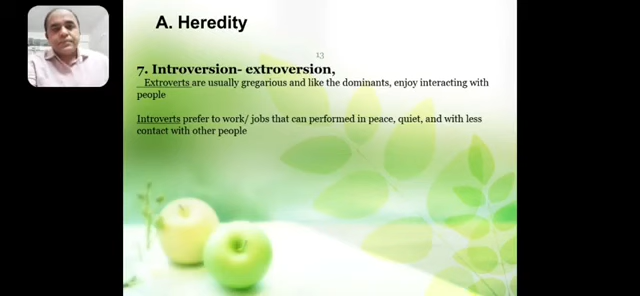 A. Heredity
13
7. Introversion- extroversion,
Extroverts are usually gregarious and like the dominants, enjoy interacting with
people
Introverts prefer to work/ jobs that can performed in peace, quiet, and with less
contact with other people